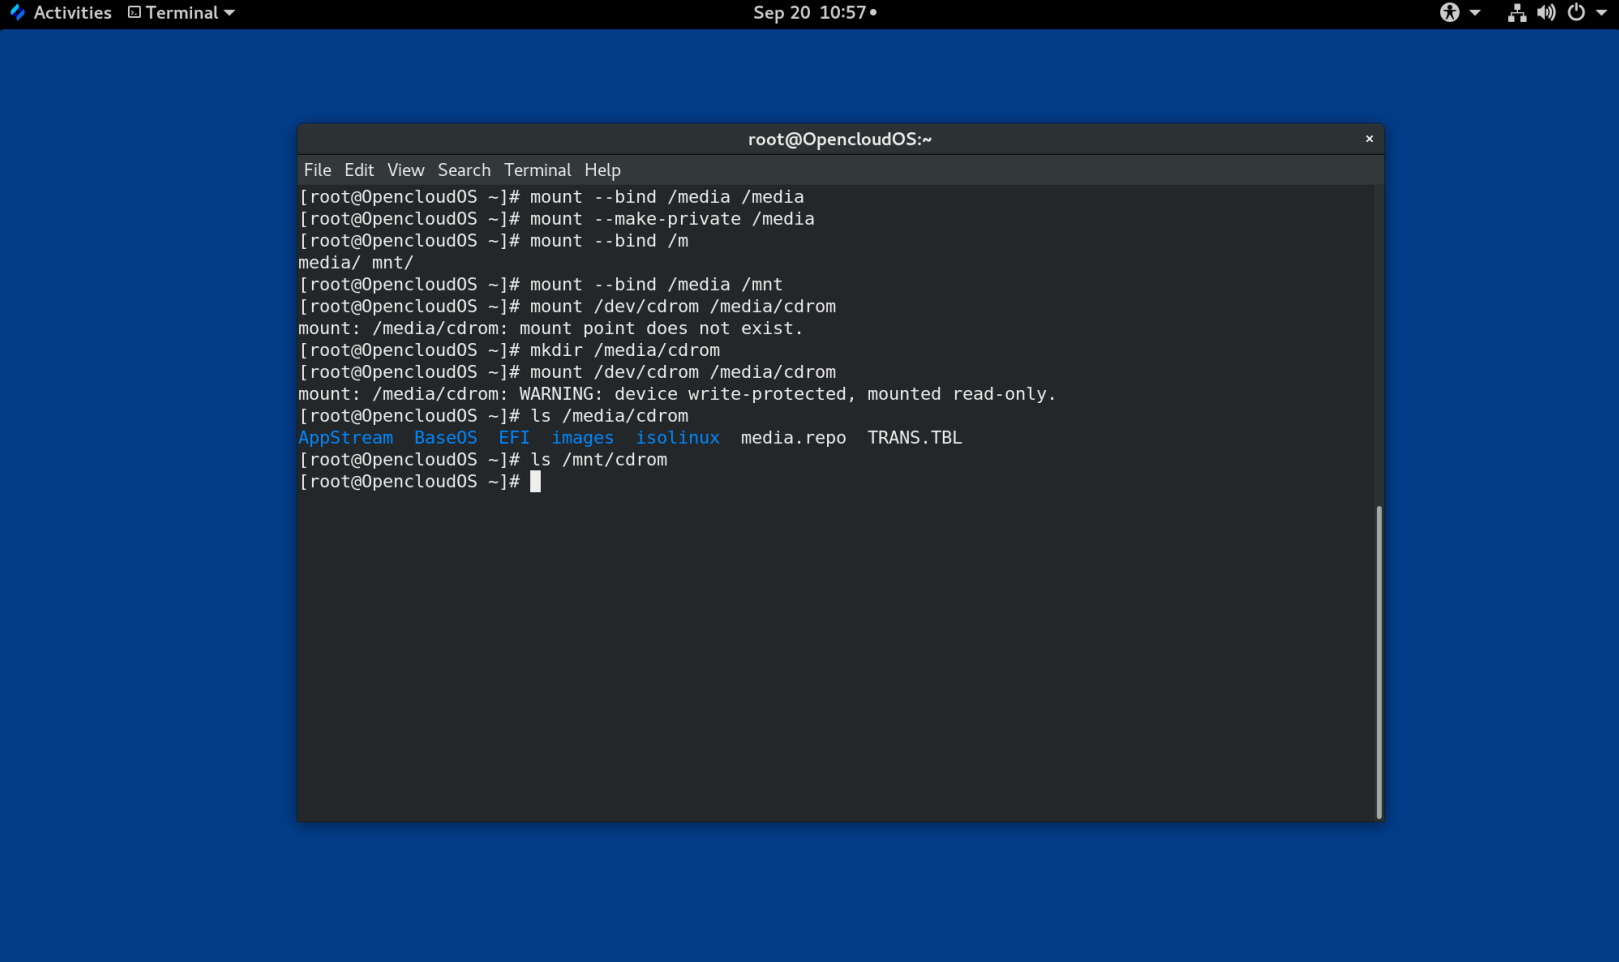 Activities Terminal Sep 20 10:57
root@OpencloudOS:~ ×
File Edit View Search Terminal Help
[root@OpencloudOS ~]# mount --bind /media /media
[root@OpencloudOS ~]# mount --make-private /media
[root@OpencloudOS ~]# mount --bind /m
media/ mnt/
[root@OpencloudOS ~]# mount --bind /media /mnt
[root@OpencloudOS ~]# mount /dev/cdrom /media/cdrom
mount: /media/cdrom: mount point does not exist.
[root@OpencloudOS ~]# mkdir /media/cdrom
[root@OpencloudOS ~]# mount /dev/cdrom /media/cdrom
mount: /media/cdrom: WARNING: device write-protected, mounted read-only.
[root@OpencloudOS ~]# ls /media/cdrom
AppStream  BaseOS  EFI  images  isolinux  media.repo  TRANS.TBL
[root@OpencloudOS ~]# ls /mnt/cdrom
[root@OpencloudOS ~]#